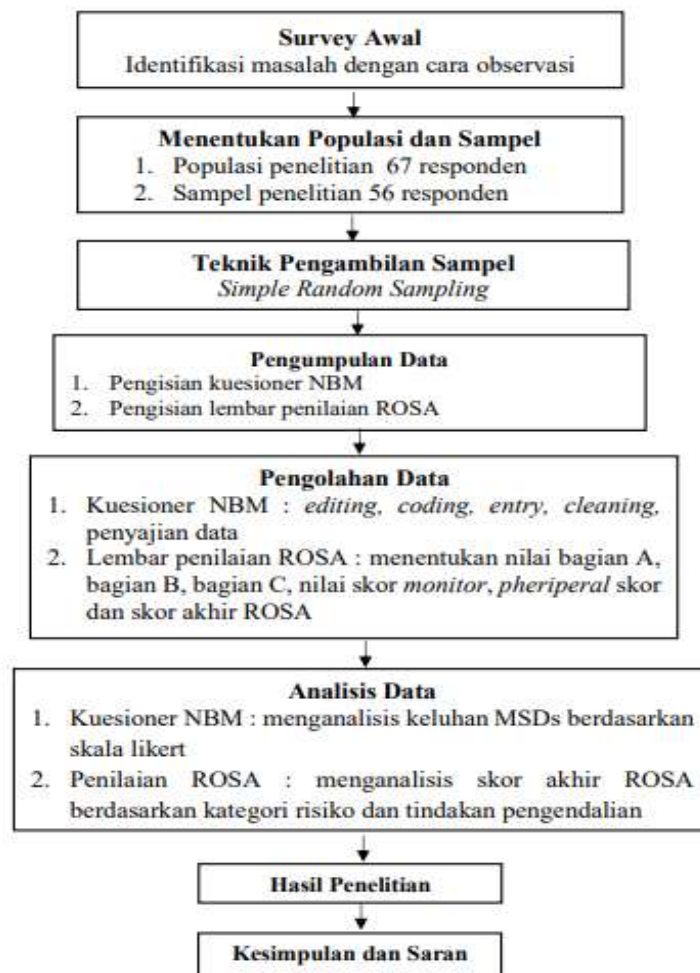 Survey Awal
Identifikasi masalah dengan cara observasi
Menentukan Populasi dan Sampel
1. Populasi penelitian 67 responden
2. Sampel penelitian 56 responden
Teknik Pengambilan Sampel
Simple Random Sampling
Pengumpulan Data
1. Pengisian kuesioner NBM
2. Pengisian lembar penilaian ROSA
Pengolahan Data
1. Kuesioner NBM : editing, coding, entry, cleaning,
penyajian data
2. Lembar penilaian ROSA : menentukan nilai bagian A,
bagian B, bagian C, nilai skor monitor, pheriperal skor
dan skor akhir ROSA
Analisis Data
1. Kuesioner NBM : menganalisis keluhan MSDs berdasarkan
skala likert
2. Penilaian ROSA : menganalisis skor akhir ROSA
berdasarkan kategori risiko dan tindakan pengendalian
Hasil Penelitian
Kesimpulan dan Saran